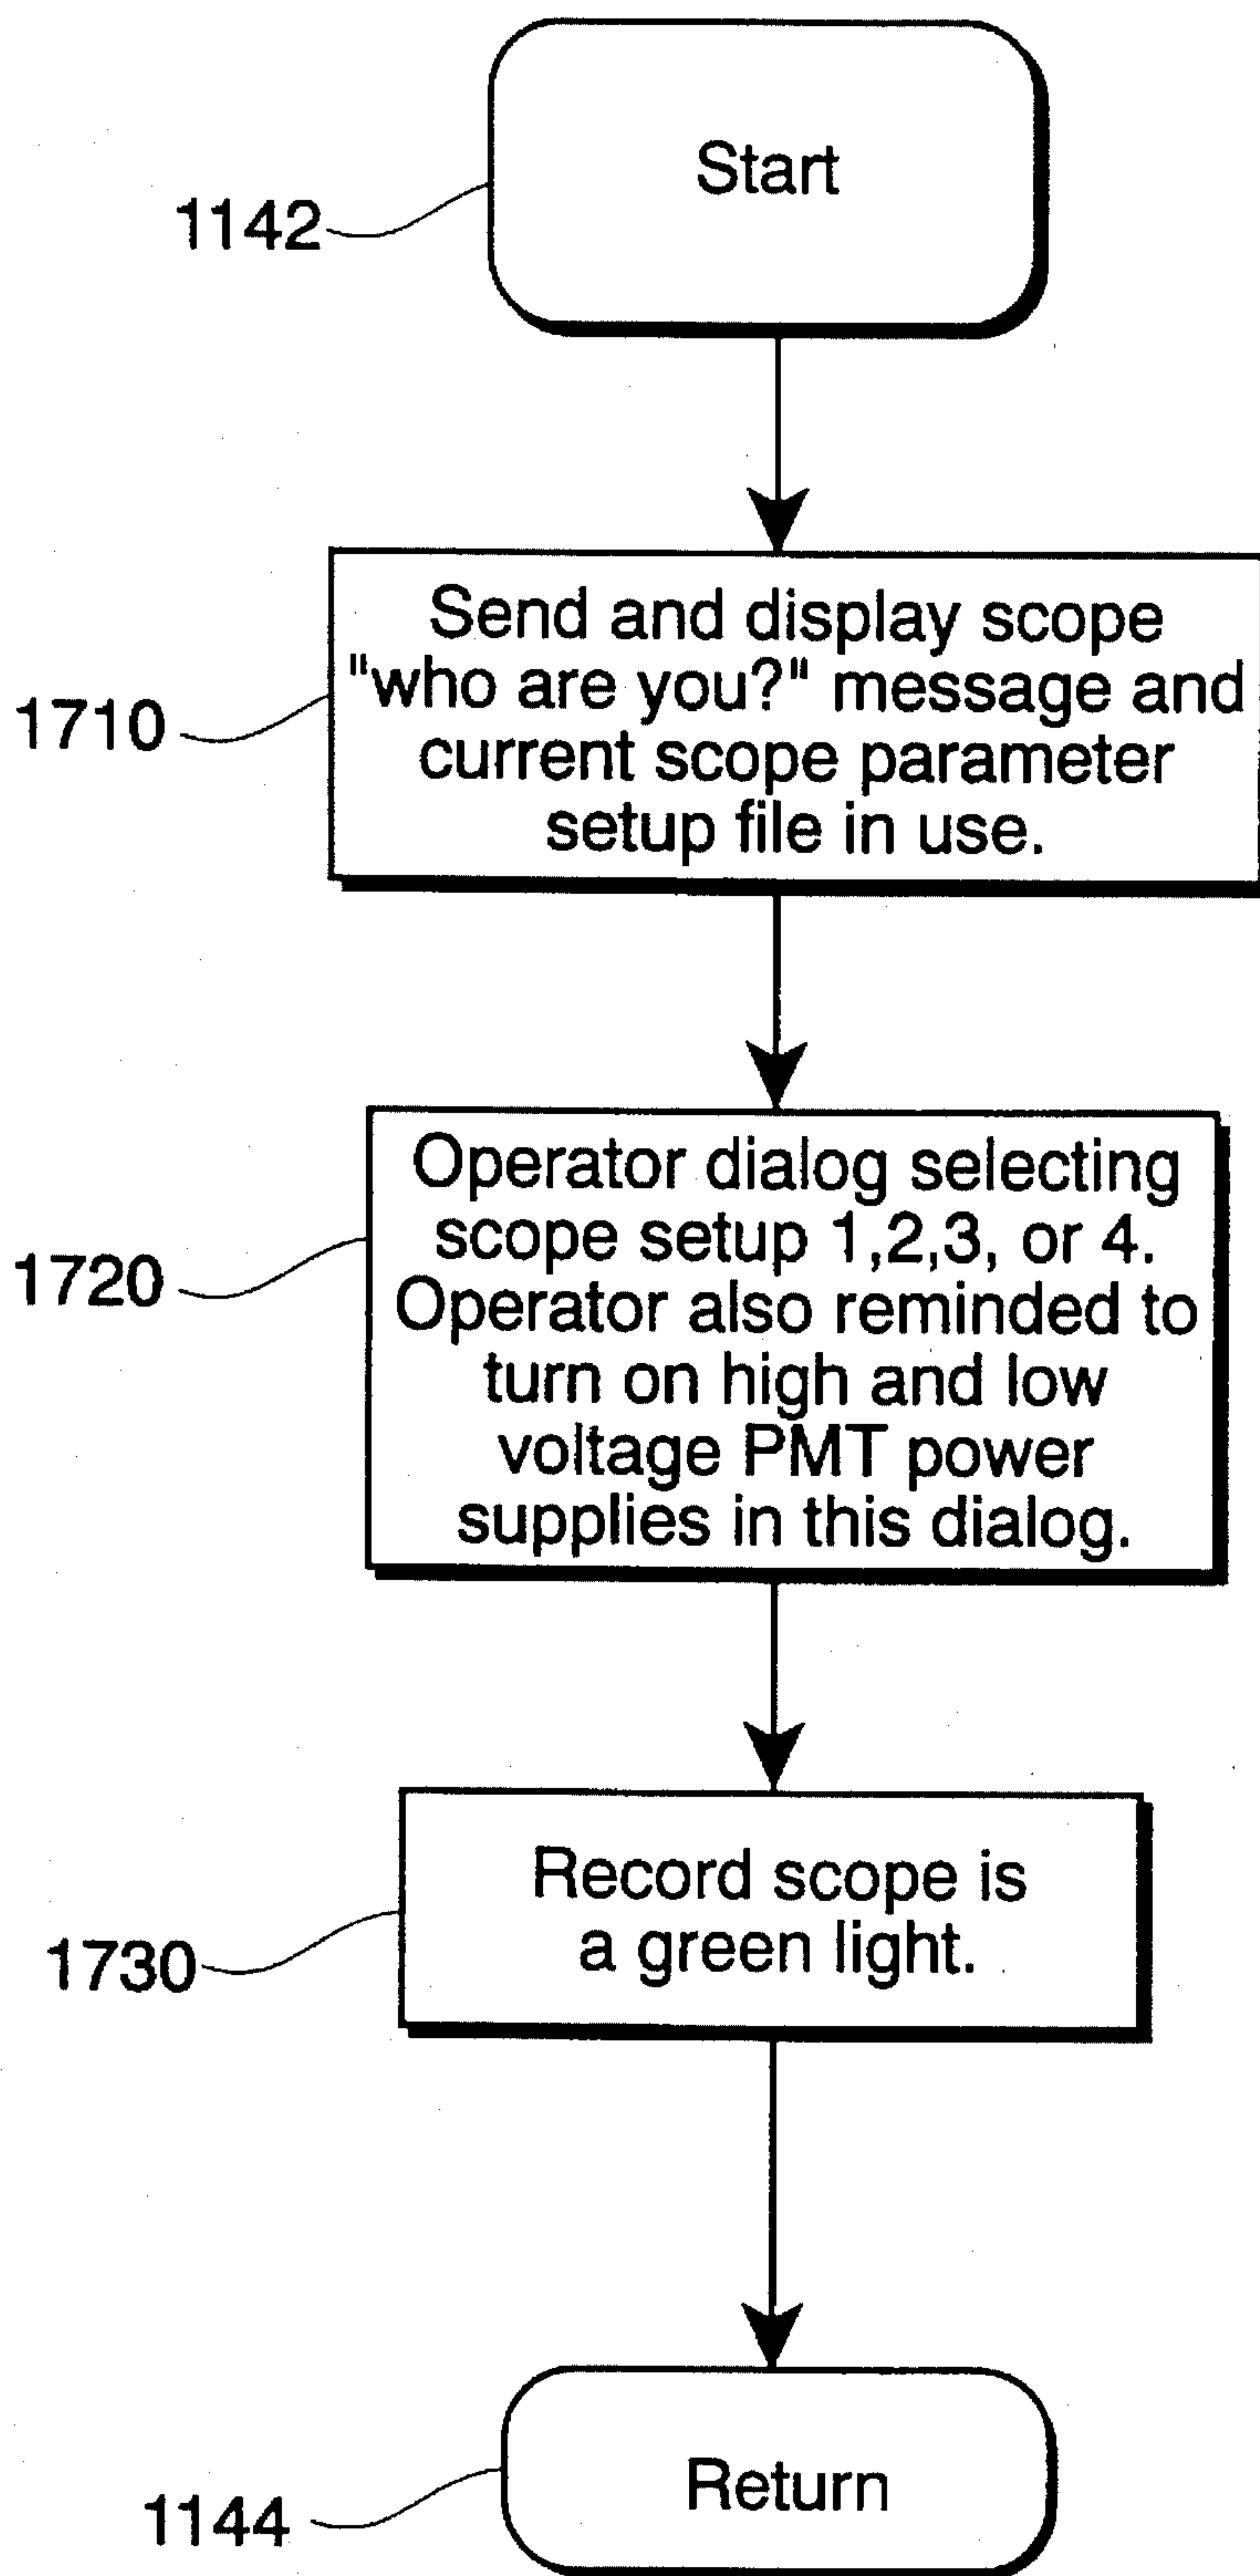 Start
1142
Send and display scope
"who are you?" message and
current scope parameter
setup file in use.
1710
Operator dialog selecting
scope setup 1,2,3, or 4.
Operator also reminded to
turn on high and low
voltage PMT power
supplies in this dialog.
1720
Record scope is
a green light.
1730
Return
1144